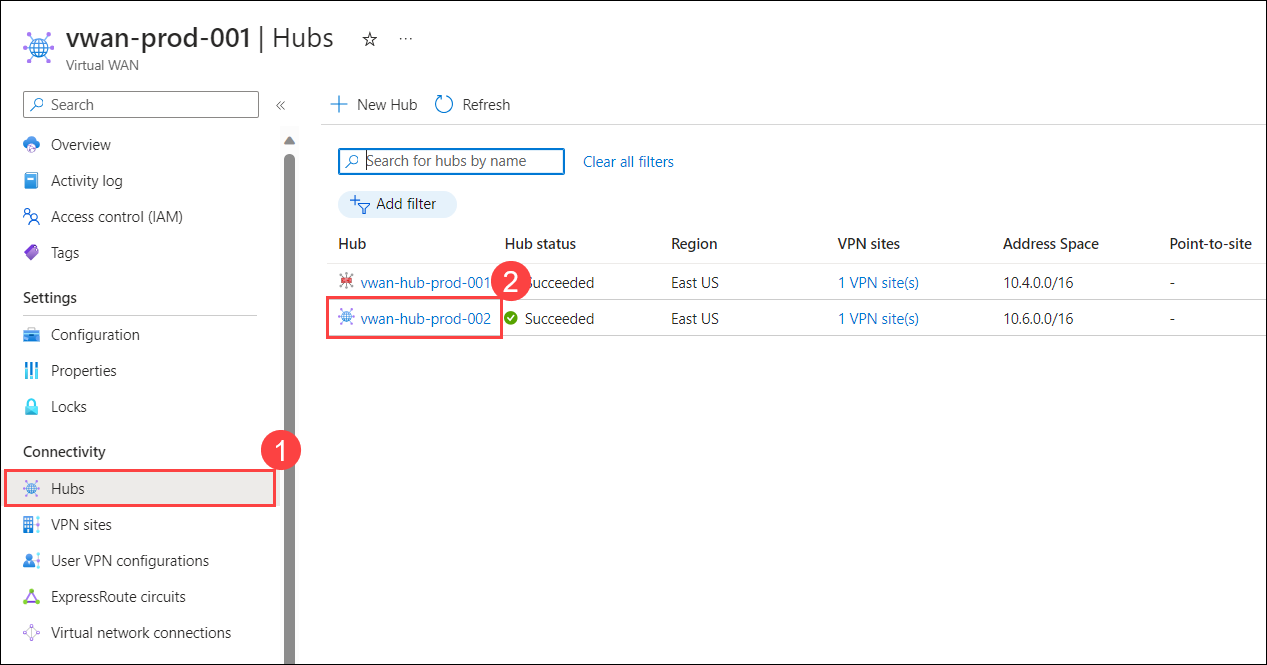 vwan-prod-001 | Hubs ☆ ...
Virtual WAN
Search «
Overview
Activity log
Access control (IAM)
Tags
Settings
Configuration
Properties
Locks
Connectivity
1
Hubs
VPN sites
User VPN configurations
ExpressRoute circuits
Virtual network connections
New Hub Refresh
Search for hubs by name Clear all filters
Add filter
Hub Hub status Region VPN sites Address Space Point-to-site
vwan-hub-prod-001 2 Succeeded East US 1 VPN site(s) 10.4.0.0/16 -
vwan-hub-prod-002 Succeeded East US 1 VPN site(s) 10.6.0.0/16 -